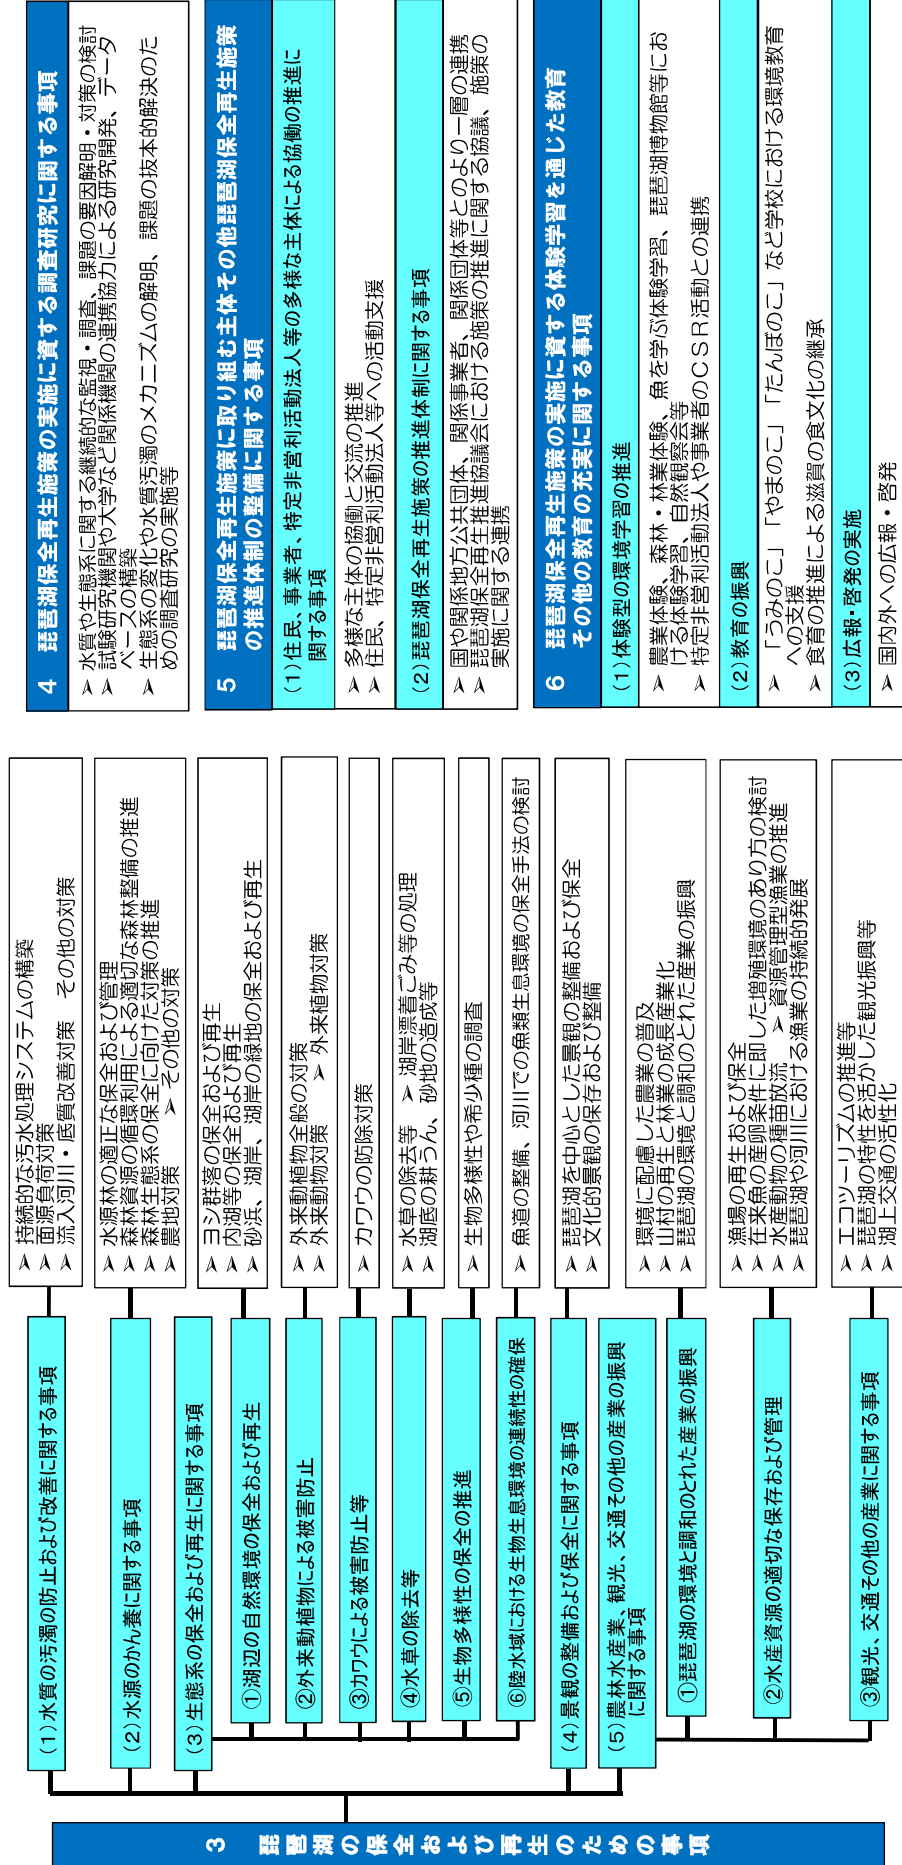 3　琵琶湖の保全および再生のための事項
(1)水質の汚濁の防止および改善に関する事項
➢ 持続的な汚水処理システムの構築
➢ 面源負荷対策
➢ 流入河川・底質改善対策　その他の対策
(2)水源のかん養に関する事項
➢ 水源林の適正な保全および管理
➢ 森林資源の循環利用による適切な森林整備の推進
➢ 森林生態系の保全に向けた対策の推進
➢ 農地対策　➢ その他の対策
(3)生態系の保全および再生に関する事項
①湖辺の自然環境の保全および再生
➢ ヨシ群落の保全および再生
➢ 内湖等の保全および再生
➢ 砂浜、湖岸、湖岸の緑地の保全および再生
②外来動植物による被害防止
➢ 外来動植物全般の対策
➢ 外来動物対策　➢ 外来植物対策
③カワウによる被害防止等
➢ カワウの防除対策
④水草の除去等
➢ 水草の除去等　➢ 湖岸漂着ごみ等の処理
➢ 湖底の耕うん、砂地の造成等
⑤生物多様性の保全の推進
➢ 生物多様性や希少種の調査
⑥陸水域における生物生息環境の連続性の確保
➢ 魚道の整備、河川での魚類生息環境の保全手法の検討
(4)景観の整備および保全に関する事項
➢ 琵琶湖を中心とした景観の整備および保全
➢ 文化的景観の保存および整備
(5)農林水産業、観光、交通その他の産業の振興
に関する事項
①琵琶湖の環境と調和のとれた産業の振興
➢ 環境に配慮した農業の普及
➢ 山村の再生と林業の成長産業化
➢ 琵琶湖の環境と調和のとれた産業の振興
②水産資源の適切な保存および管理
➢ 漁場の再生および保全
➢ 在来魚の産卵条件に即した増殖環境のあり方の検討
➢ 水産動物の種苗放流　➢ 資源管理型漁業の推進
➢ 琵琶湖や河川における漁業の持続的発展
③観光、交通その他の産業に関する事項
➢ エコツーリズムの推進等
➢ 琵琶湖の特性を活かした観光振興等
➢ 湖上交通の活性化
4　琵琶湖保全再生施策の実施に資する調査研究に関する事項
➢ 水質や生態系に関する継続的な監視・調査、課題の要因解明・対策の検討
➢ 試験研究機関や大学など関係機関の連携協力による研究開発、データ
ベースの構築
➢ 生態系の変化や水質汚濁のメカニズムの解明、課題の抜本的解決のた
めの調査研究の実施等
5　琵琶湖保全再生施策に取り組む主体その他琵琶湖保全再生施策
の推進体制の整備に関する事項
(1)住民、事業者、特定非営利活動法人等の多様な主体による協働の推進に
関する事項
➢ 多様な主体の協働と交流の推進
➢ 住民、特定非営利活動法人等への活動支援
(2)琵琶湖保全再生施策の推進体制に関する事項
➢ 国や関係地方公共団体、関係事業者、関係団体等とのより一層の連携
➢ 琵琶湖保全再生推進協議会における施策の推進に関する協議、施策の
実施に関する連携
6　琵琶湖保全再生施策の実施に資する体験学習を通じた教育
その他の教育の充実に関する事項
(1)体験型の環境学習の推進
➢ 農業体験、森林・林業体験、魚を学ぶ体験学習、琵琶湖博物館等にお
ける体験学習、自然観察会等
➢ 特定非営利活動法人や事業者のCSR活動との連携
(2)教育の振興
➢ 「うみのこ」「やまのこ」「たんぼのこ」など学校における環境教育
への支援
➢ 食育の推進による滋賀の食文化の継承
(3)広報・啓発の実施
➢ 国内外への広報・啓発